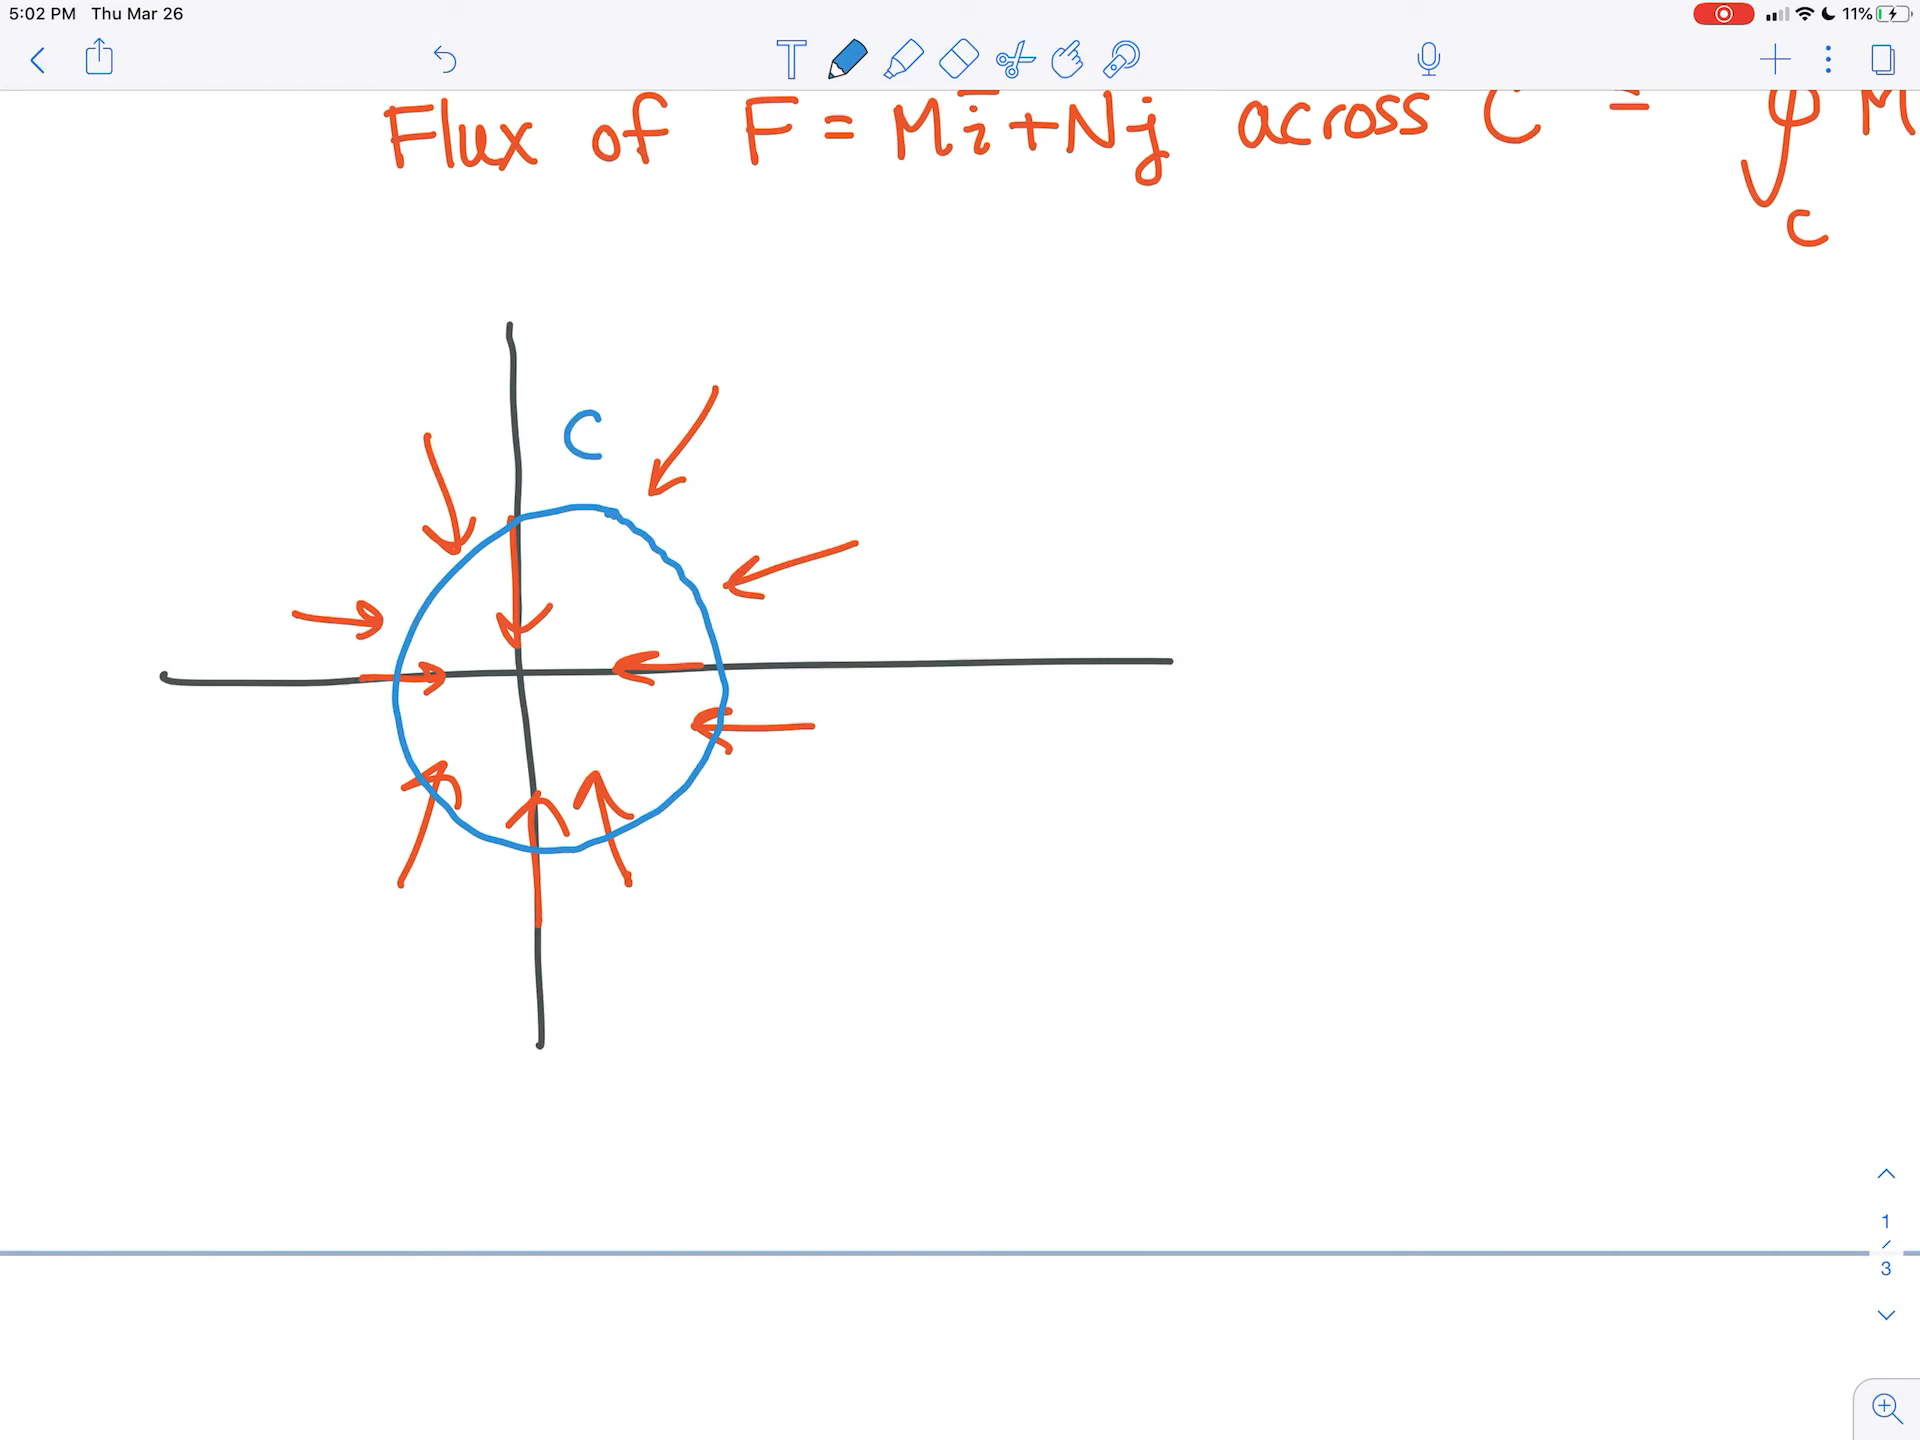 5:02 PM Thu Mar 26 11%
Flux of F = Mi + Nj across C = ∮ M
C
C
1
/
3